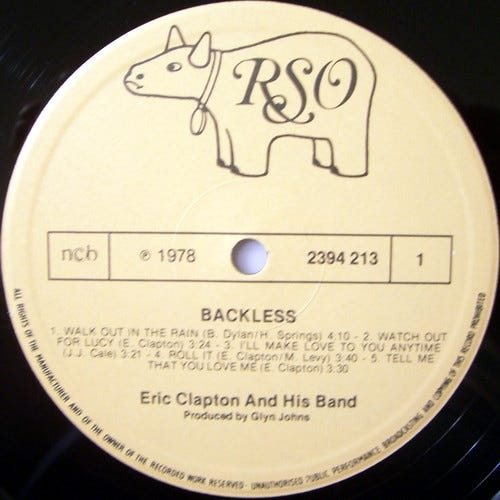 RSO
ncb ℗ 1978 2394 213 1
BACKLESS
1. WALK OUT IN THE RAIN (B. Dylan/H. Springs) 4:10 - 2. WATCH OUT
FOR LUCY (E. Clapton) 3:24 - 3. I'LL MAKE LOVE TO YOU ANYTIME
(J.J. Cale) 3:21 - 4. ROLL IT (E. Clapton/M. Levy) 3:40 - 5. TELL ME
THAT YOU LOVE ME (E. Clapton) 3:30
Eric Clapton And His Band
Produced by Glyn Johns
ALL RIGHTS OF THE MANUFACTURER AND OF THE OWNER OF THE RECORDED WORK RESERVED · UNAUTHORISED PUBLIC PERFORMANCE BROADCASTING AND COPYING OF THIS RECORD PROHIBITED